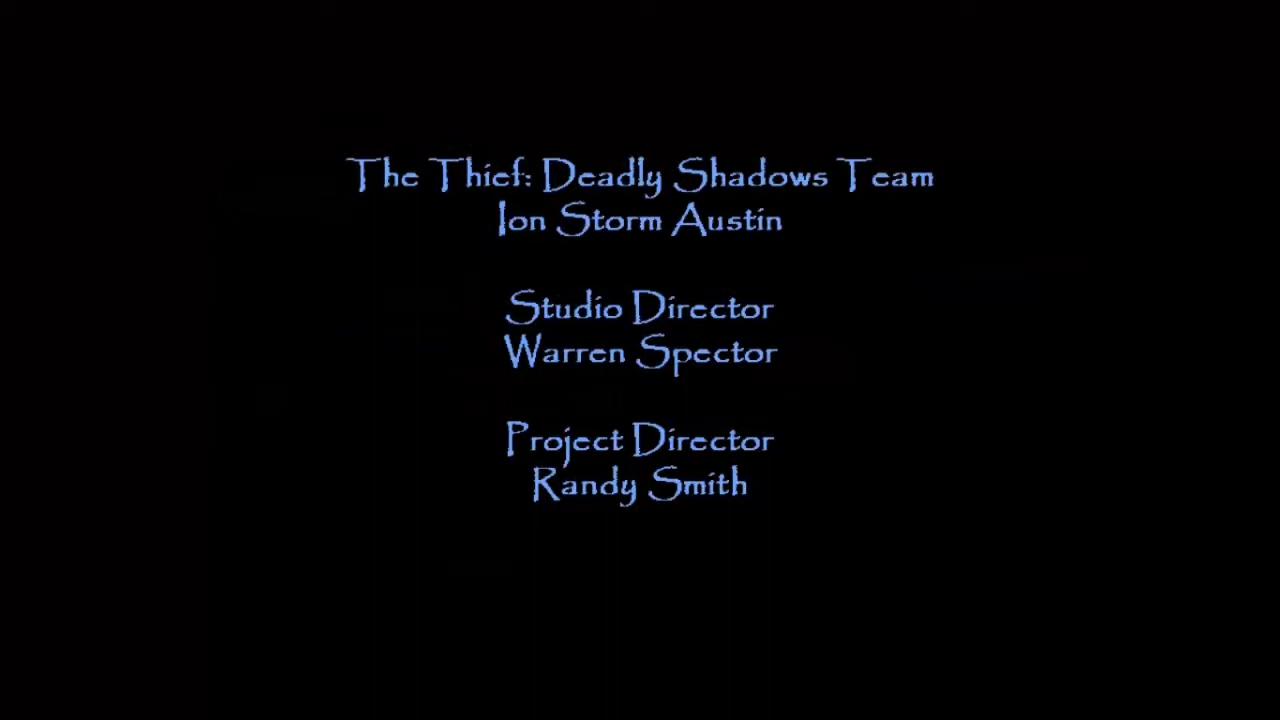 The Thief: Deadly Shadows Team
Ion Storm Austin
Studio Director
Warren Spector
Project Director
Randy Smith